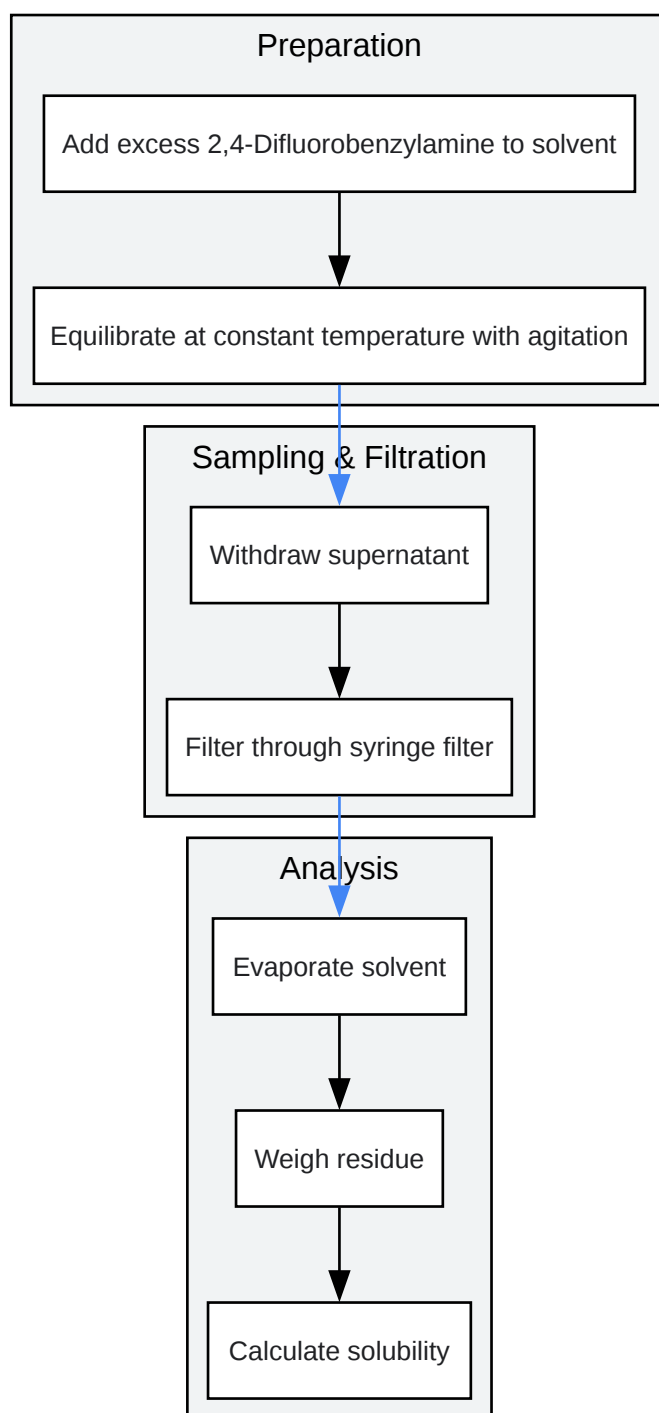 Preparation
Add excess 2,4-Difluorobenzylamine to solvent
Equilibrate at constant temperature with agitation
Sampling & Filtration
Withdraw supernatant
Filter through syringe filter
Analysis
Evaporate solvent
Weigh residue
Calculate solubility